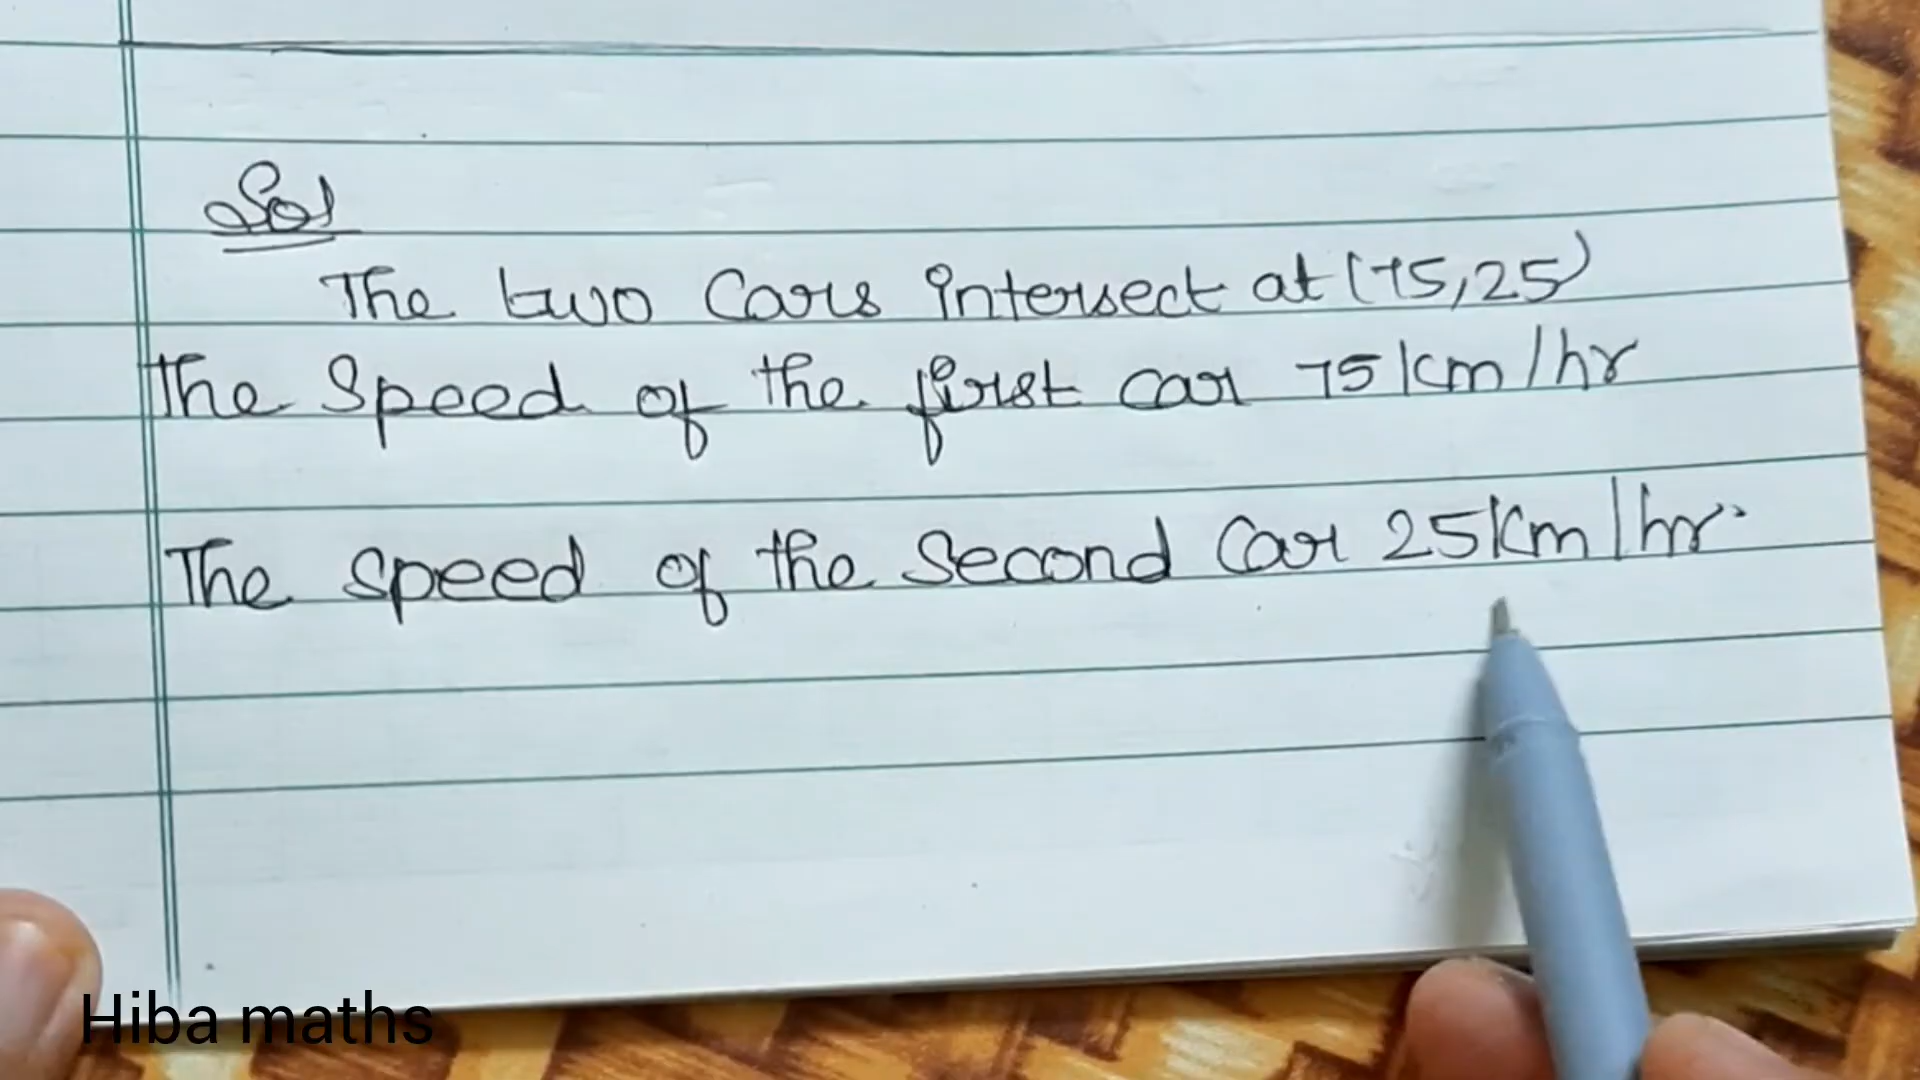 Sol
The two Cars intersect at (75,25)
The Speed of the first car 75 km/hr
The speed of the Second Car 25 km/hr.
Hiba maths